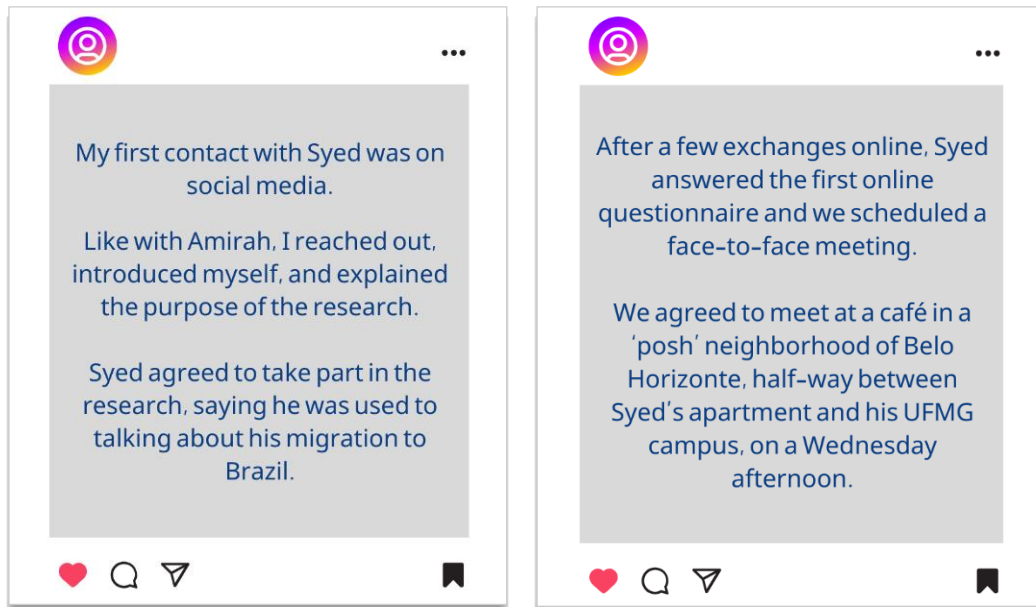 My first contact with Syed was on
social media.
Like with Amirah, I reached out,
introduced myself, and explained
the purpose of the research.
Syed agreed to take part in the
research, saying he was used to
talking about his migration to
Brazil.
After a few exchanges online, Syed
answered the first online
questionnaire and we scheduled a
face-to-face meeting.
We agreed to meet at a café in a
‘posh’ neighborhood of Belo
Horizonte, half-way between
Syed’s apartment and his UFMG
campus, on a Wednesday
afternoon.